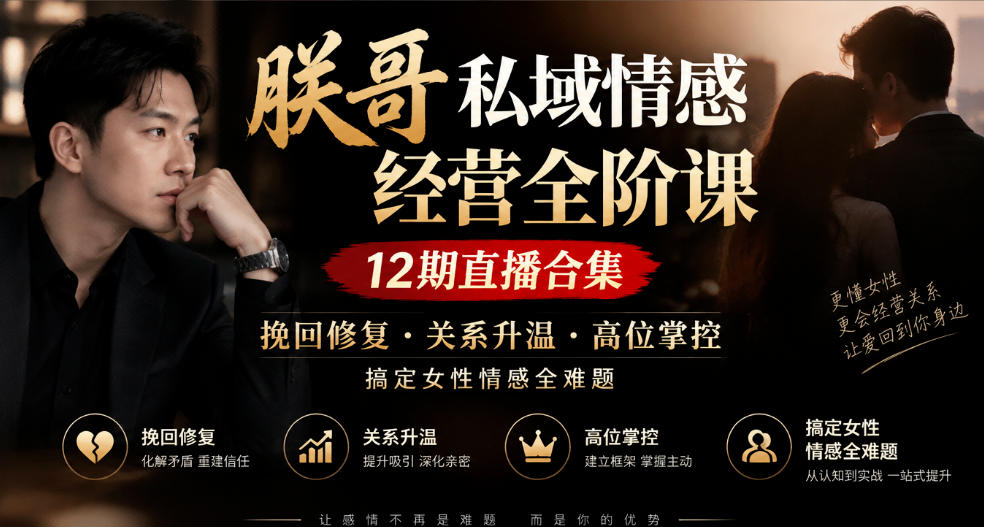 朕哥 私域情感
经营全阶课
12期直播合集
挽回修复·关系升温·高位掌控
搞定女性情感全难题
更懂女性
更会经营关系
让爱回到你身边
挽回修复
化解矛盾 重建信任
关系升温
提升吸引 深化亲密
高位掌控
建立框架 掌握主动
搞定女性
情感全难题
从认知到实战 一站式提升
让感情不再是难题 而是你的优势